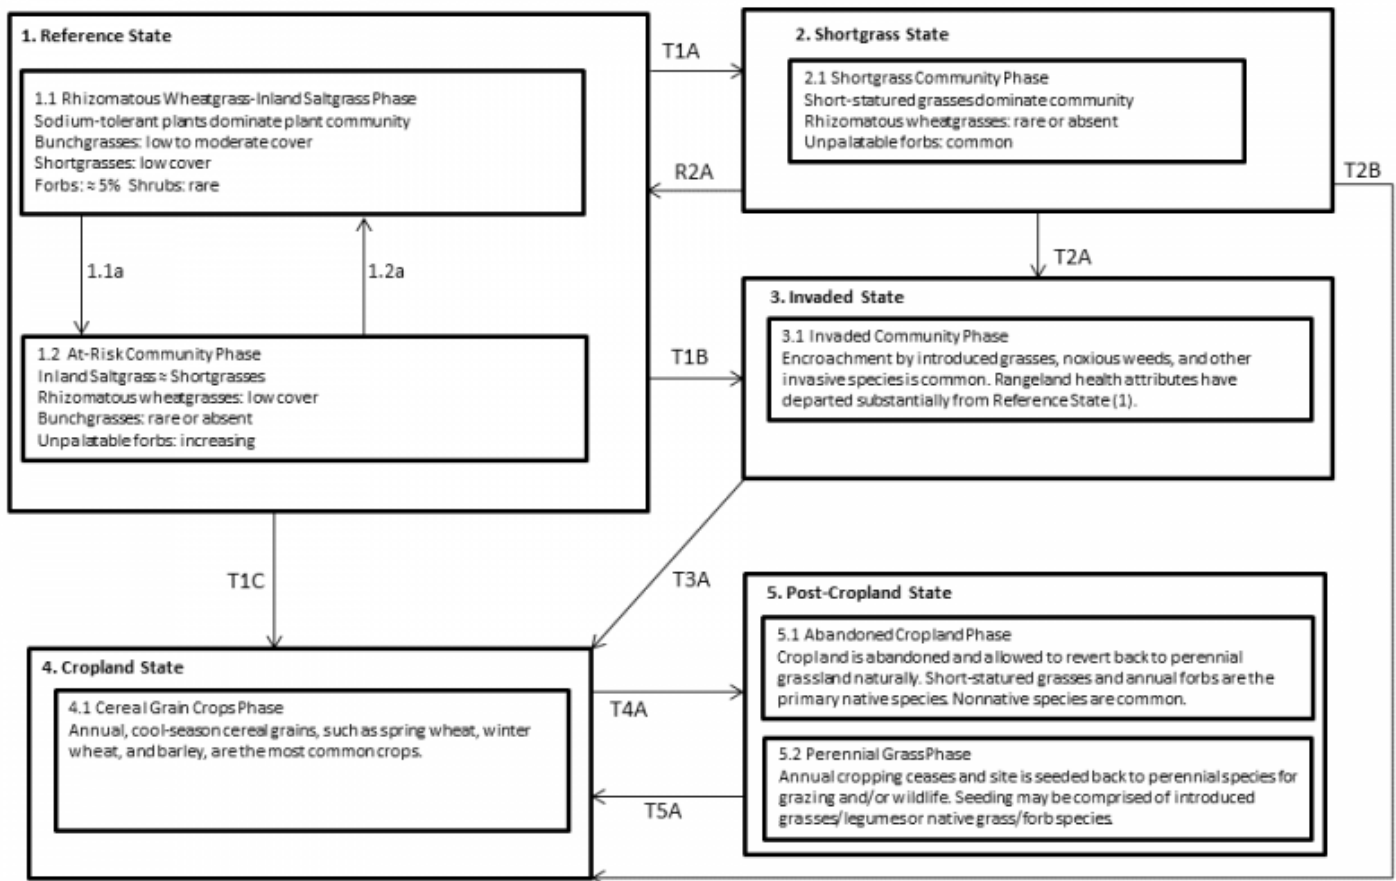 1. Reference State
1.1 Rhizomatous Wheatgrass-Inland Saltgrass Phase
Sodium-tolerant plants dominate plant community
Bunchgrasses: low to moderate cover
Shortgrasses: low cover
Forbs: ≈ 5% Shrubs: rare
1.1a
1.2a
1.2 At-Risk Community Phase
Inland Saltgrass ≈ Shortgrasses
Rhizomatous wheatgrasses: low cover
Bunchgrasses: rare or absent
Unpalatable forbs: increasing
T1A
R2A
T1B
2. Shortgrass State
2.1 Shortgrass Community Phase
Short-statured grasses dominate community
Rhizomatous wheatgrasses: rare or absent
Unpalatable forbs: common
T2B
T2A
3. Invaded State
3.1 Invaded Community Phase
Encroachment by introduced grasses, noxious weeds, and other
invasive species is common. Rangeland health attributes have
departed substantially from Reference State (1).
T1C
T3A
4. Cropland State
4.1 Cereal Grain Crops Phase
Annual, cool-season cereal grains, such as spring wheat, winter
wheat, and barley, are the most common crops.
T4A
T5A
5. Post-Cropland State
5.1 Abandoned Cropland Phase
Cropland is abandoned and allowed to revert back to perennial
grassland naturally. Short-statured grasses and annual forbs are the
primary native species. Nonnative species are common.
5.2 Perennial Grass Phase
Annual cropping ceases and site is seeded back to perennial species for
grazing and/or wildlife. Seeding may be comprised of introduced
grasses/legumes or native grass/forb species.